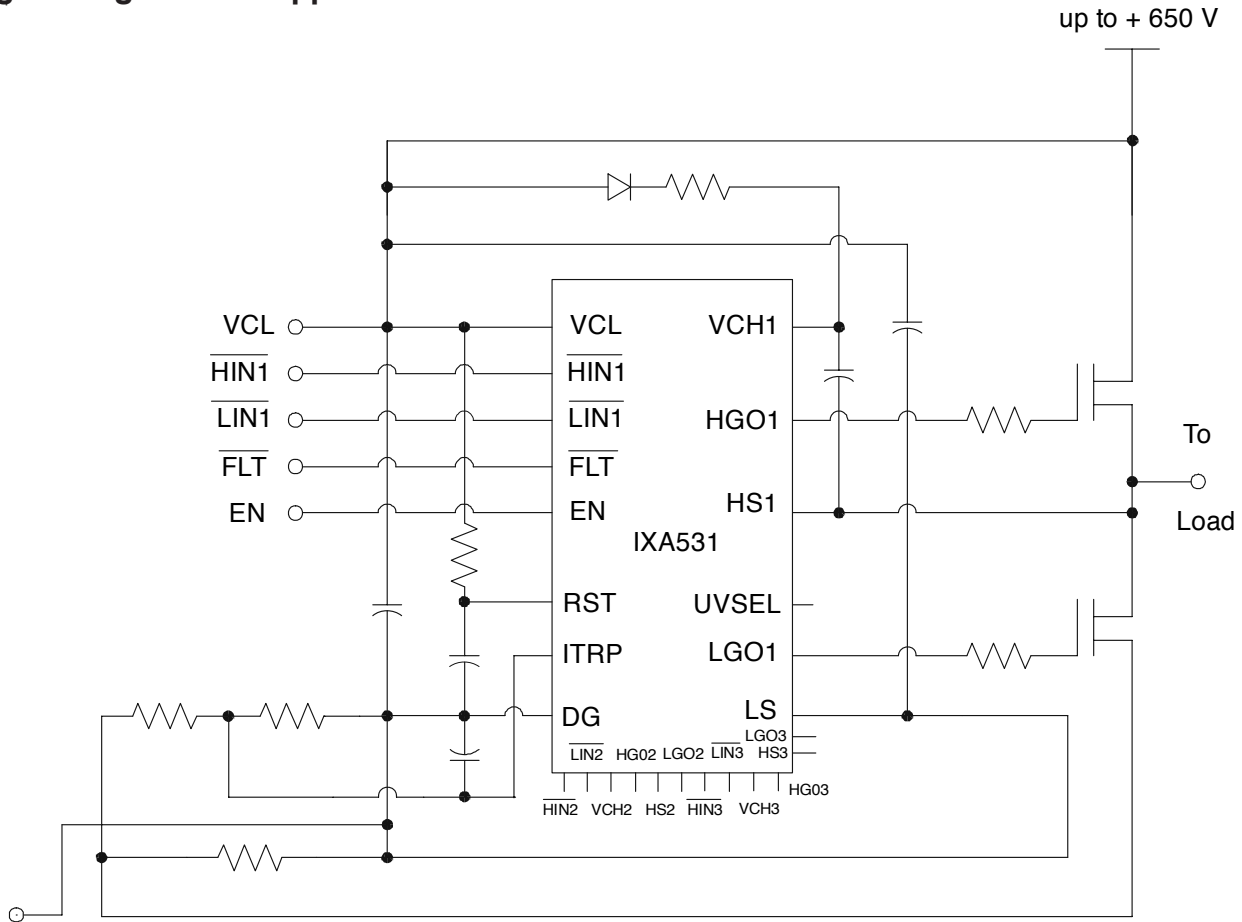 up to + 650 V
VCL
HIN1
LIN1
FLT
EN
VCL
HIN1
LIN1
FLT
EN
RST
ITRP
DG
IXA531
VCH1
HGO1
HS1
UVSEL
LGO1
LS
LGO3
HS3
To
Load
LIN2 HG02 LGO2 LIN3
HG03
HIN2 VCH2 HS2 HIN3 VCH3